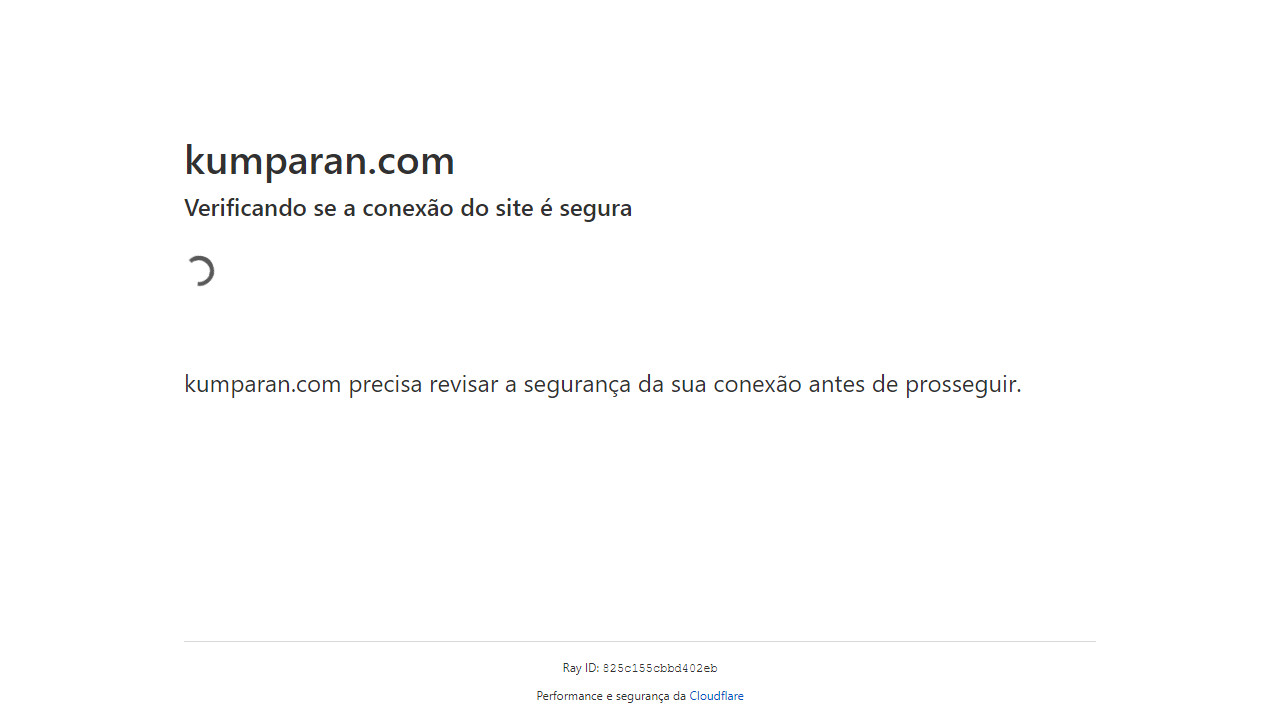 kumparan.com
Verificando se a conexão do site é segura
kumparan.com precisa revisar a segurança da sua conexão antes de prosseguir.
Ray ID: 825c155cbbd402eb
Performance e segurança da Cloudflare